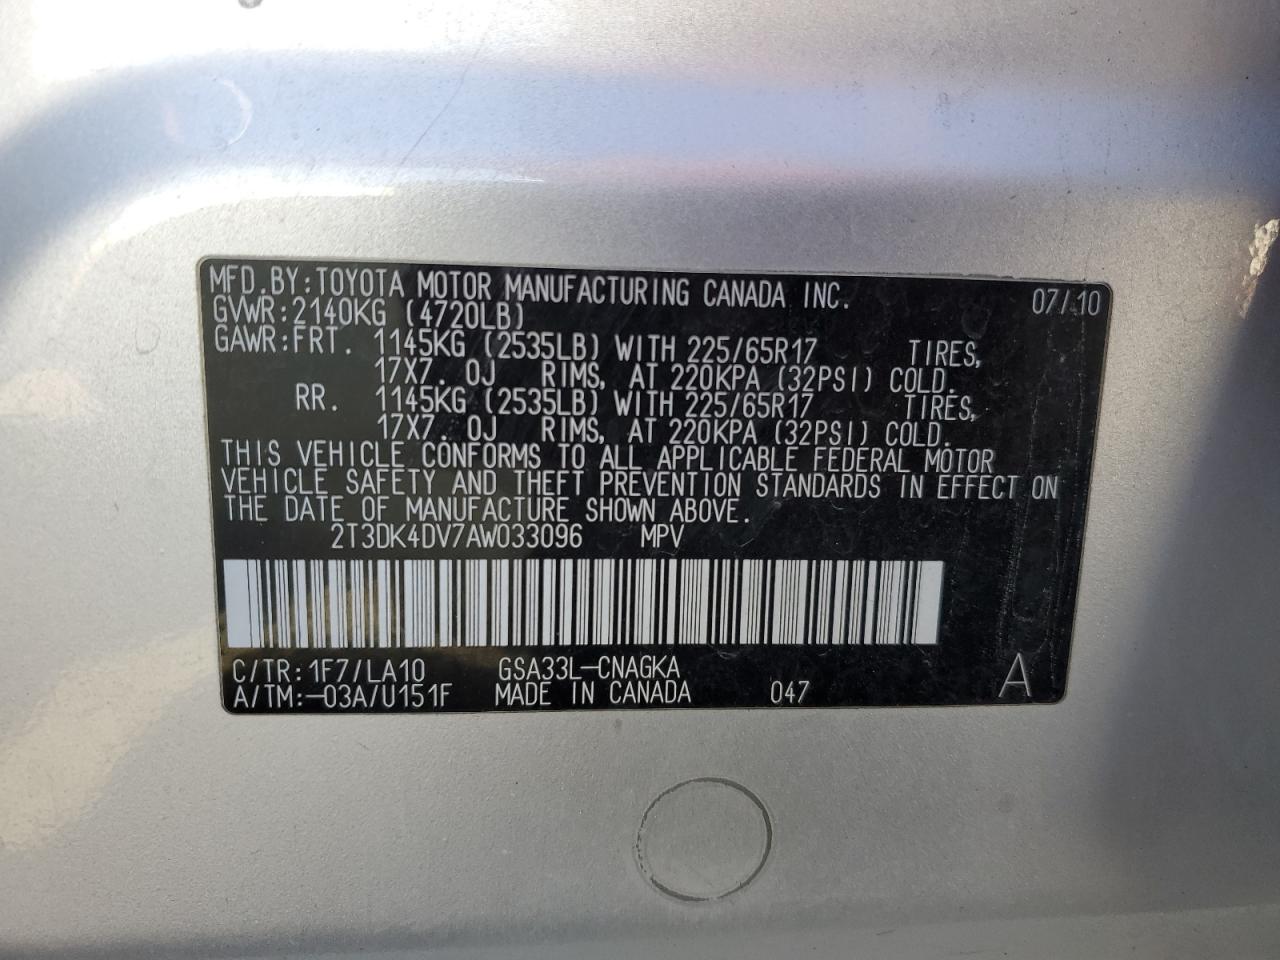 MFD.BY:TOYOTA MOTOR MANUFACTURING CANADA INC. 07/10
GVWR:2140KG (4720LB)
GAWR:FRT. 1145KG (2535LB) WITH 225/65R17 TIRES,
17X7. 0J RIMS, AT 220KPA (32PSI) COLD.
RR. 1145KG (2535LB) WITH 225/65R17 TIRES,
17X7. 0J RIMS, AT 220KPA (32PSI) COLD.
THIS VEHICLE CONFORMS TO ALL APPLICABLE FEDERAL MOTOR
VEHICLE SAFETY AND THEFT PREVENTION STANDARDS IN EFFECT ON
THE DATE OF MANUFACTURE SHOWN ABOVE.
2T3DK4DV7AW033096 MPV
C/TR:1F7/LA10 GSA33L-CNAGKA
A/TM:-03A/U151F MADE IN CANADA 047 A